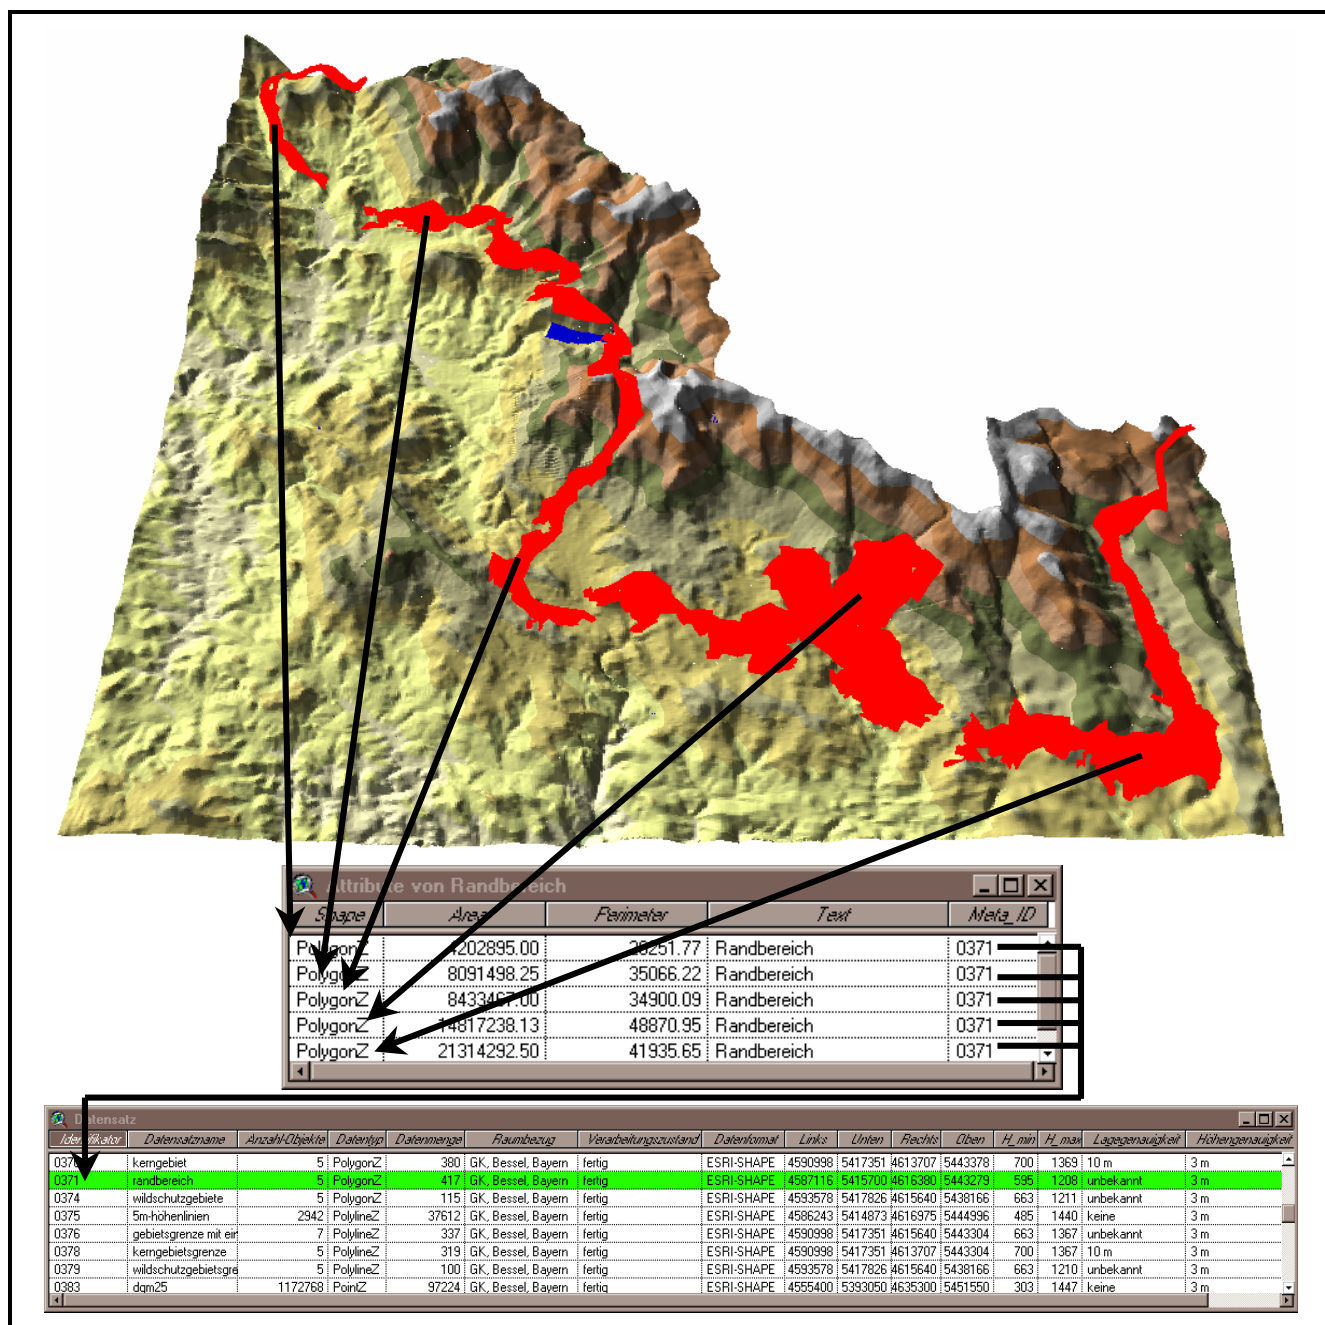 Attribute von Randbereich
Shape Area Perimeter Text Meta_ID
PolygonZ 4202895.00 Randbereich 0371
PolygonZ 8091498.25 35066.22 Randbereich 0371
PolygonZ 34900.09 Randbereich 0371
PolygonZ 14817238.13 48870.95 Randbereich 0371
PolygonZ 21314292.50 41935.65 Randbereich 0371
Datensatz
Identifikator Datensatzname Anzahl-Objekte Datentyp Datenmenge Raumbezug Verarbeitungszustand Datenformat Links Unten Rechts Oben H_min H_max Lagegenauigkeit Höhengenauigkeit
0370 kerngebiet 5 PolygonZ 380 GK, Bessel, Bayern fertig ESRI-SHAPE 4590998 5417351 4613707 5443378 700 1369 10 m 3 m
0371 randbereich 5 PolygonZ 417 GK, Bessel, Bayern fertig ESRI-SHAPE 4587116 5415700 4616380 5443279 595 1208 unbekannt 3 m
0374 wildschutzgebiete 5 PolygonZ 115 GK, Bessel, Bayern fertig ESRI-SHAPE 4593578 5417826 4615640 5438166 663 1211 unbekannt 3 m
0375 5m-höhenlinien 2942 PolylineZ 37612 GK, Bessel, Bayern fertig ESRI-SHAPE 4586243 5414873 4616975 5444996 485 1440 keine 3 m
0376 gebietsgrenze mit ein 7 PolylineZ 337 GK, Bessel, Bayern fertig ESRI-SHAPE 4590998 5417351 4615640 5443304 663 1367 unbekannt 3 m
0378 kerngebietsgrenze 5 PolylineZ 319 GK, Bessel, Bayern fertig ESRI-SHAPE 4590998 5417351 4613707 5443304 700 1367 10 m 3 m
0379 wildschutzgebietsgre 5 PolylineZ 100 GK, Bessel, Bayern fertig ESRI-SHAPE 4593578 5417826 4615640 5438166 663 1210 unbekannt 3 m
0383 dgm25 1172768 PointZ 97224 GK, Bessel, Bayern fertig ESRI-SHAPE 4555400 5393050 4635300 5451550 303 1447 keine 3 m